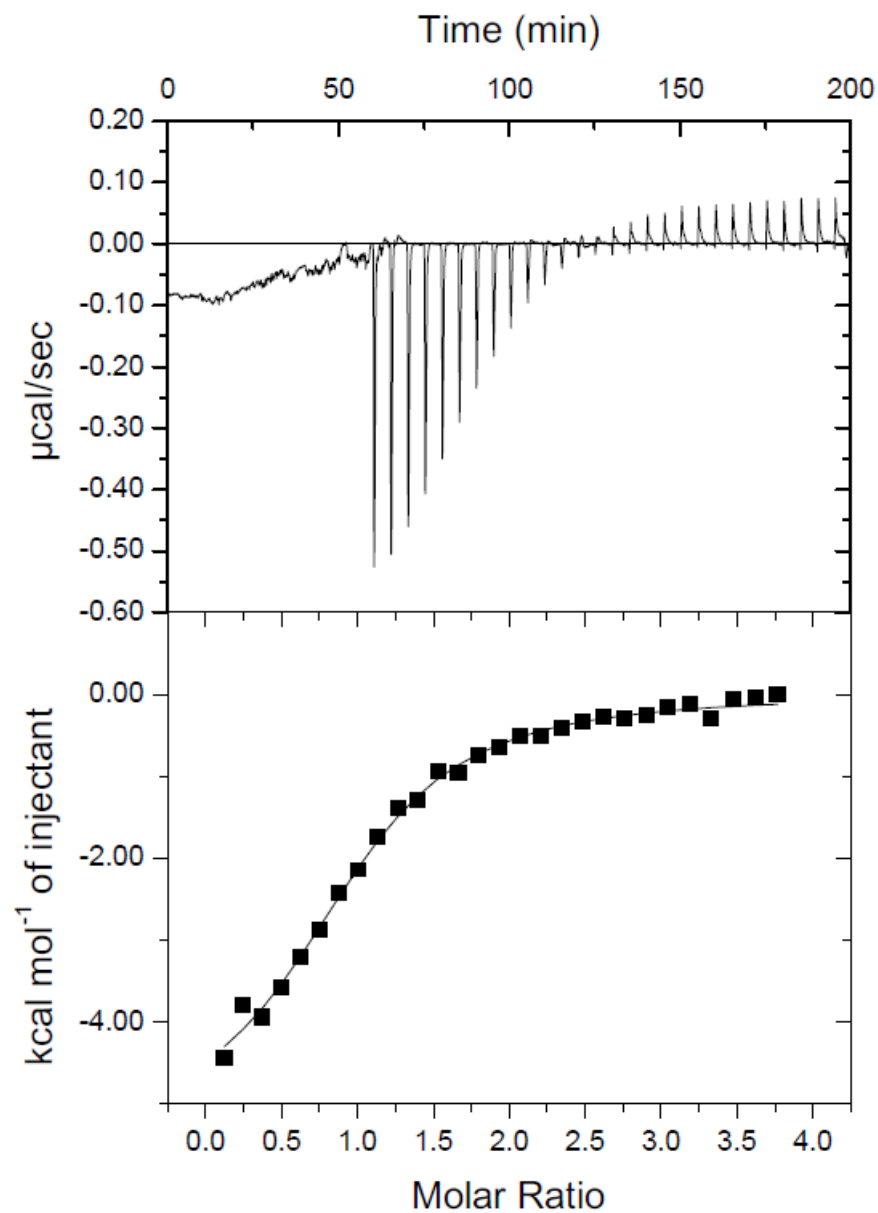 Time (min)
0 50 100 150 200
0.20
0.10
0.00
-0.10
-0.20
-0.30
-0.40
-0.50
-0.60
µcal/sec
0.00
-2.00
-4.00
kcal mol⁻¹ of injectant
0.0 0.5 1.0 1.5 2.0 2.5 3.0 3.5 4.0
Molar Ratio